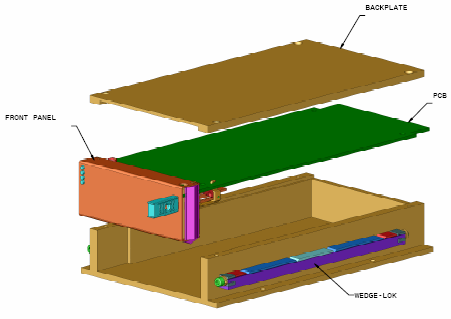 BACKPLATE
PCB
FRONT PANEL
WEDGE-LOK